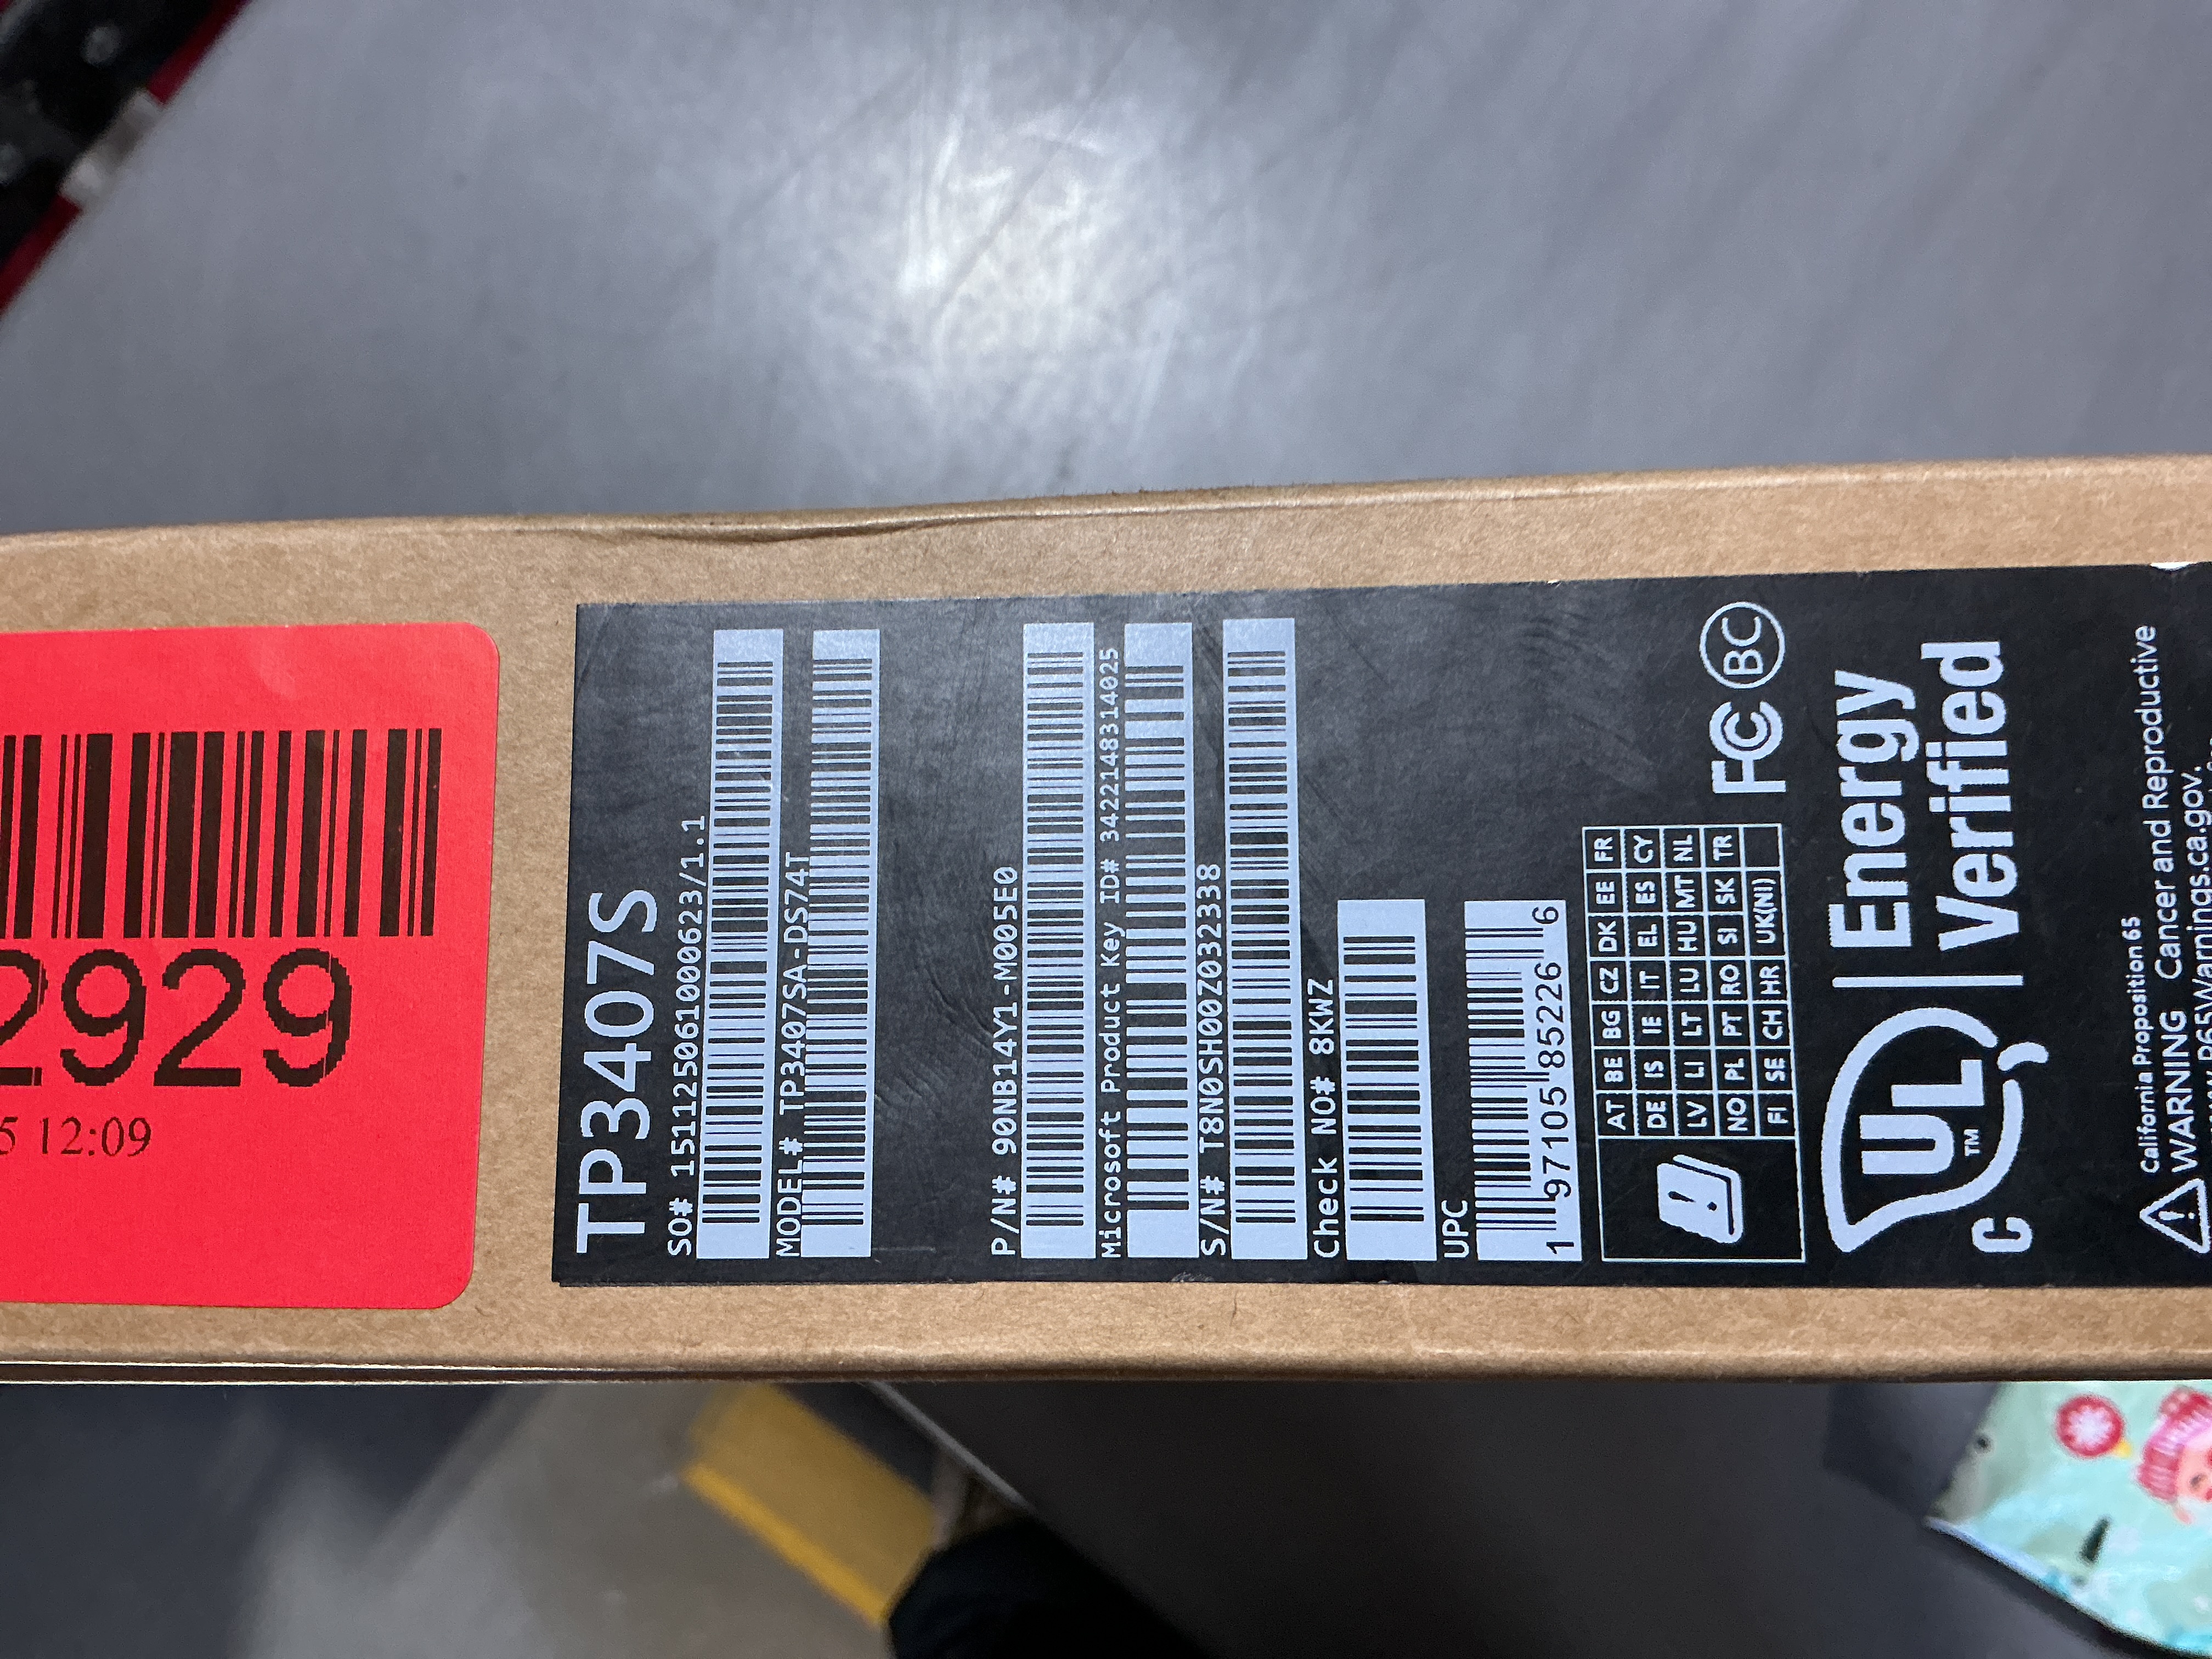 2929
5 12:09
TP3407S
SO# 151125061000623/1.1
MODEL# TP3407SA-DS74T
P/N# 90NB14Y1-M005E0
Microsoft Product Key ID# 3422148314025
S/N# T8N0SH00Z032338
Check NO# 8KWZ
UPC
1 97105 85226 6
AT BE BG CZ DK EE FR
DE IS IE IT EL ES CY
LV LI LT LU HU MT NL
NO PL PT RO SI SK TR
FI SE CH HR UK(NI)
FC BC
UL™ Energy
C Verified
California Proposition 65
WARNING Cancer and Reproductive
P65Warnings.ca.gov.